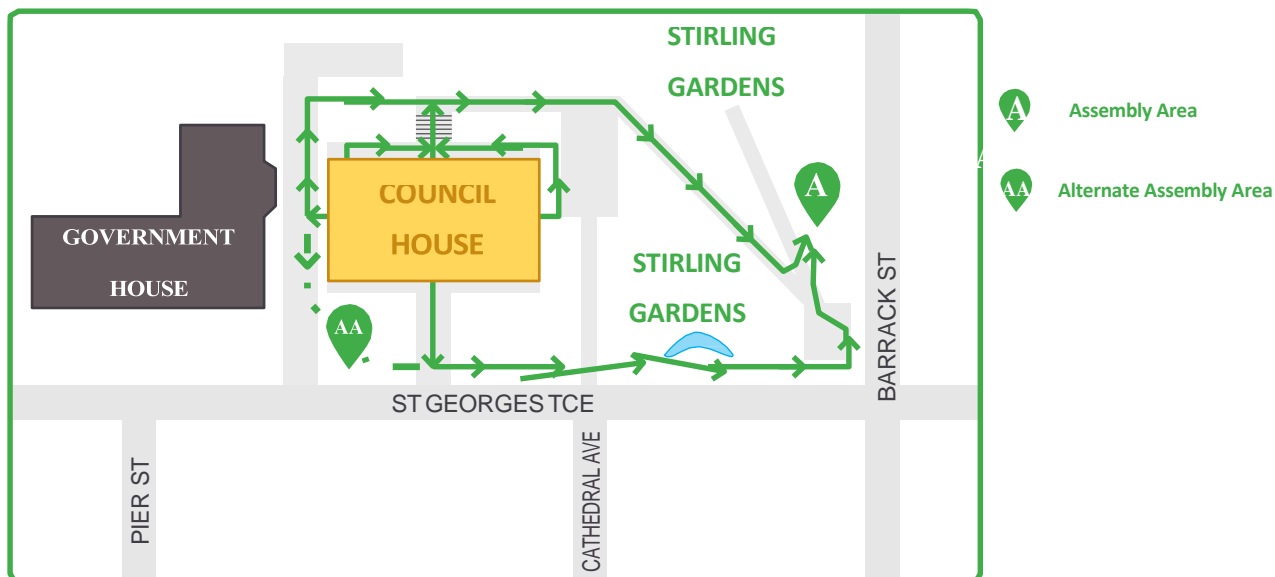 STIRLING
GARDENS
A
Assembly Area
A
AA
Alternate Assembly Area
A
COUNCIL
HOUSE
GOVERNMENT
HOUSE
STIRLING
GARDENS
AA
BARRACK ST
ST GEORGES TCE
PIER ST
CATHEDRAL AVE